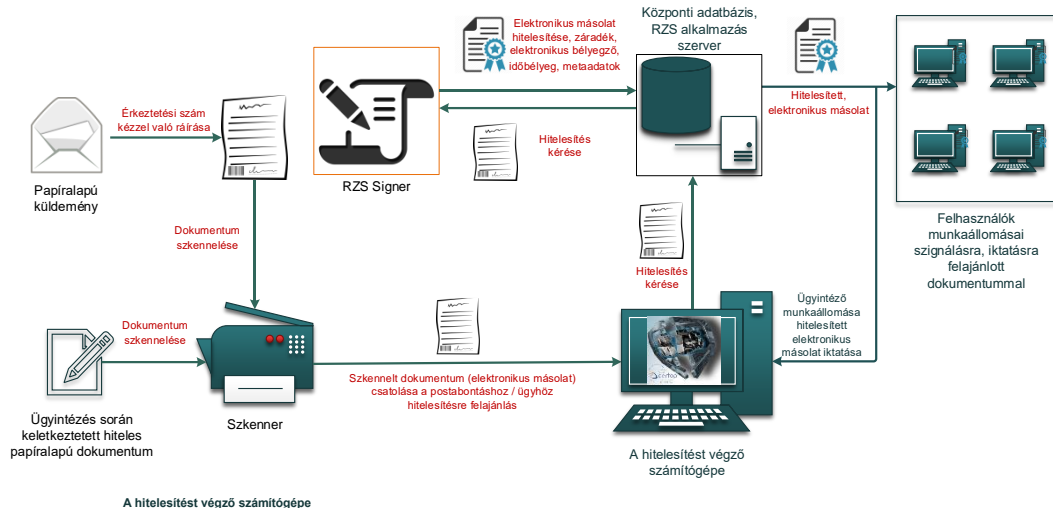 Elektronikus másolat
hitelesítése, záradék,
elektronikus bélyegző,
időbélyeg, metaadatok
Központi adatbázis,
RZS alkalmazás
szerver
Érkeztetési szám
kézzel való ráírása
Hitelesítés
kérése
Hitelesített,
elektronikus másolat
Papíralapú
küldemény
RZS Signer
Felhasználók
munkaállomásai
szignálásra, iktatásra
felajánlott
dokumentummal
Dokumentum
szkennelése
Hitelesítés
kérése
Dokumentum
szkennelése
Ügyintéző
munkaállomása
hitelesített
elektronikus
másolat iktatása
Szkennelt dokumentum (elektronikus másolat)
csatolása a postabontáshoz / ügyhöz
hitelesítésre felajánlás
Ügyintézés során
keletkeztetett hiteles
papíralapú dokumentum
Szkenner
A hitelesítést végző
számítógépe
A hitelesítést végző számítógépe